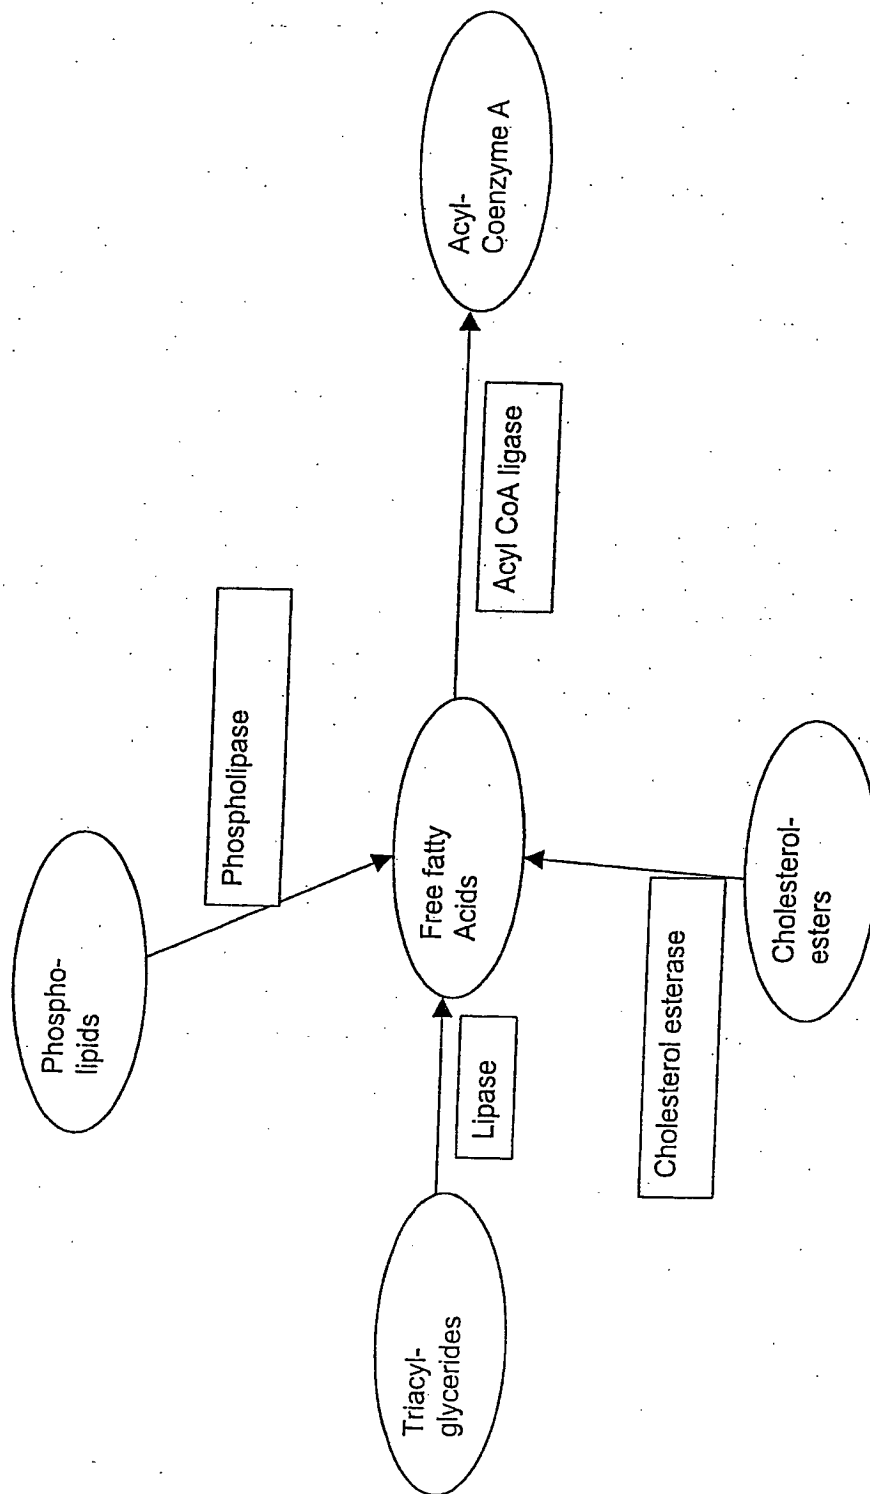 Phospho-
lipids
Phospholipase
Triacyl-
glycerides
Lipase
Free fatty
Acids
Acyl CoA ligase
Acyl-
Coenzyme A
Cholesterol esterase
Cholesterol-
esters